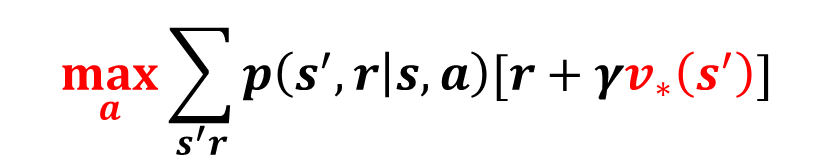 max_a ∑_{s′r} p(s′, r|s, a)[r + γv_*(s′)]